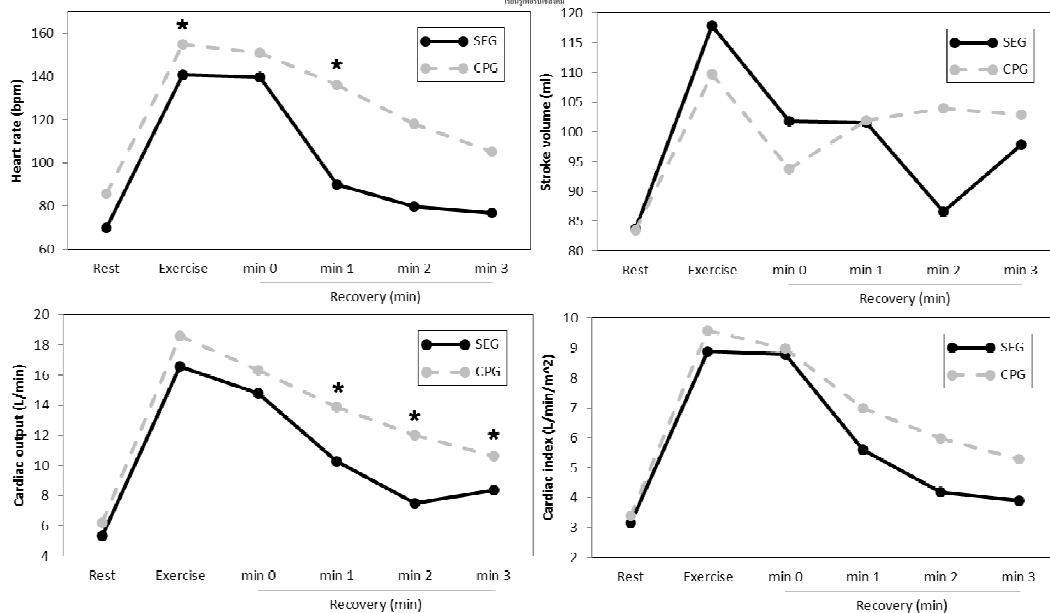 Heart rate (bpm)
160
140
120
100
80
60
*
*
SEG
CPG
Rest Exercise min 0 min 1 min 2 min 3
Recovery (min)
Stroke volume (ml)
120
115
110
105
100
95
90
85
80
SEG
CPG
Rest Exercise min 0 min 1 min 2 min 3
Recovery (min)
Cardiac output (L/min)
20
18
16
14
12
10
8
6
4
*
*
*
SEG
CPG
Rest Exercise min 0 min 1 min 2 min 3
Recovery (min)
Cardiac index (L/min/m^2)
10
9
8
7
6
5
4
3
2
SEG
CPG
Rest Exercise min 0 min 1 min 2 min 3
Recovery (min)